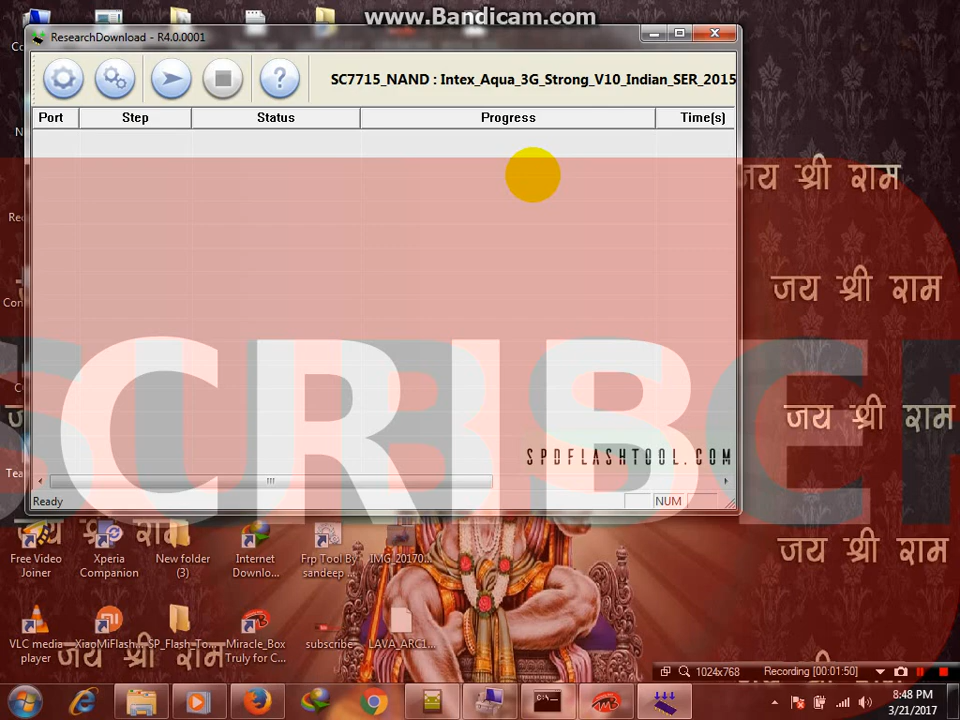 www.Bandicam.com
ResearchDownload - R4.0.0001
SC7715_NAND : Intex_Aqua_3G_Strong_V10_Indian_SER_2015
Port Step Status Progress Time(s)
जय श्री राम
जय श्री राम
जय श्री राम
SPDFLASHTOOL.COM
Ready NUM
जय श्री राम
जय श्री राम
Free Video Joiner
Xperia Companion
New folder (3)
Internet Downlo...
Frp Tool By sandeep ...
IMG_20170...
VLC media player
XiaoMiFlash...
SP_Flash_To...
Miracle_Box Truly for C...
subscribe
LAVA_ARC1...
1024x768 Recording [00:01:50]
8:48 PM
3/21/2017